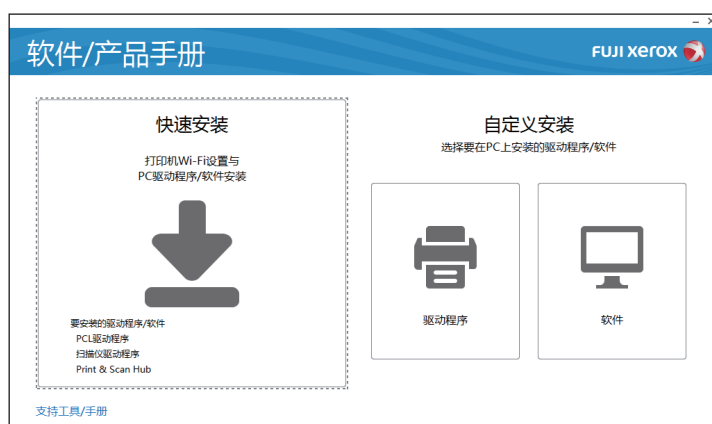 软件/产品手册
FUJI xerox
快速安装
打印机Wi-Fi设置与
PC驱动程序/软件安装
要安装的驱动程序/软件
PCL驱动程序
扫描仪驱动程序
Print & Scan Hub
自定义安装
选择要在PC上安装的驱动程序/软件
驱动程序
软件
支持工具/手册